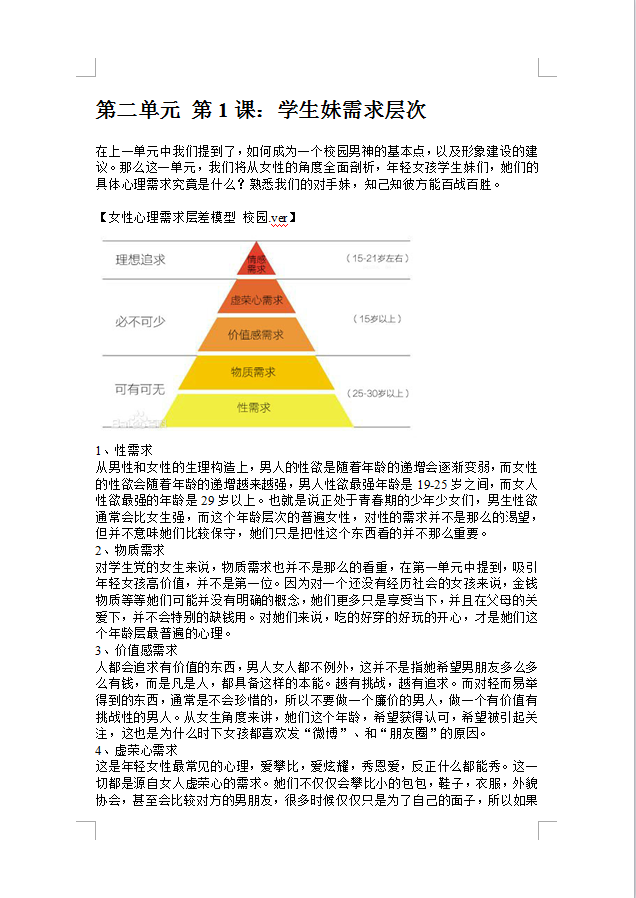 第二单元 第1课：学生妹需求层次
在上一单元中我们提到了，如何成为一个校园男神的基本点，以及形象建设的建
议。那么这一单元，我们将从女性的角度全面剖析，年轻女孩学生妹们，她们的
具体心理需求究竟是什么？熟悉我们的对手妹，知己知彼方能百战百胜。
【女性心理需求层差模型 校园.ver】
理想追求
情感
需求
（15-21岁左右）
必不可少
虚荣心需求
价值感需求
（15岁以上）
可有可无
物质需求
性需求
（25-30岁以上）
1、性需求
从男性和女性的生理构造上，男人的性欲是随着年龄的递增会逐渐变弱，而女性
的性欲会随着年龄的递增越来越强，男人性欲最强年龄是 19-25 岁之间，而女人
性欲最强的年龄是 29 岁以上。也就是说正处于青春期的少年少女们，男生性欲
通常会比女生强，而这个年龄层次的普遍女性，对性的需求并不是那么的渴望，
但并不意味她们比较保守，她们只是把性这个东西看的并不那么重要。
2、物质需求
对学生党的女生来说，物质需求也并不是那么的看重，在第一单元中提到，吸引
年轻女孩高价值，并不是第一位。因为对一个还没有经历社会的女孩来说，金钱
物质等等她们可能并没有明确的概念，她们更多只是享受当下，并且在父母的关
爱下，并不会特别的缺钱用。对她们来说，吃的好穿的好玩的开心，才是她们这
个年龄层最普遍的心理。
3、价值感需求
人都会追求有价值的东西，男人女人都不例外，这并不是指她希望男朋友多么多
么有钱，而是凡是人，都具备这样的本能。越有挑战，越有追求。而对轻而易举
得到的东西，通常是不会珍惜的，所以不要做一个廉价的男人，做一个有价值有
挑战性的男人。从女生角度来讲，她们这个年龄，希望获得认可，希望被引起关
注，这也是为什么时下女孩都喜欢发“微博”、和“朋友圈”的原因。
4、虚荣心需求
这是年轻女性最常见的心理，爱攀比，爱炫耀，秀恩爱，反正什么都能秀。这一
切都是源自女人虚荣心的需求。她们不仅仅会攀比小的包包，鞋子，衣服，外貌
协会，甚至会比较对方的男朋友，很多时候仅仅只是为了自己的面子，所以如果